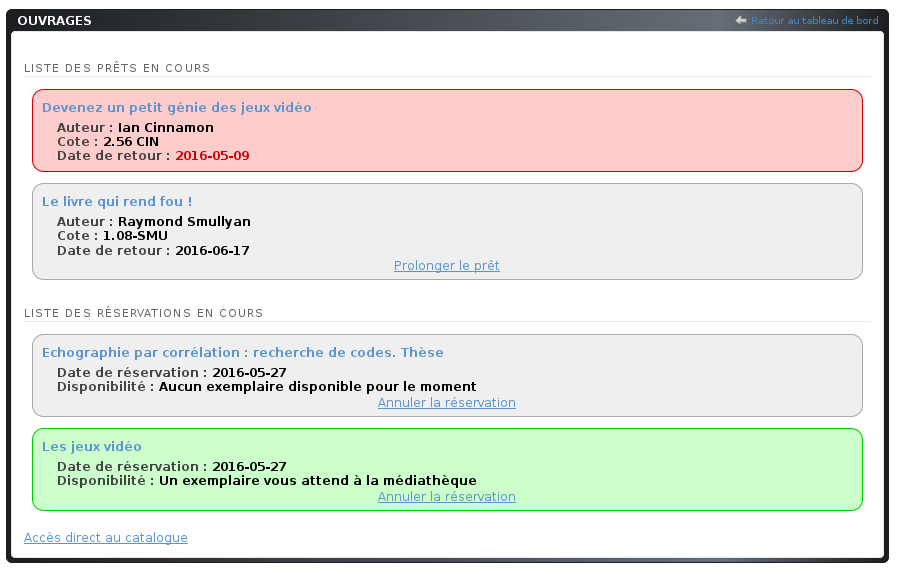 OUVRAGES
Retour au tableau de bord
LISTE DES PRÊTS EN COURS
Devenez un petit génie des jeux vidéo
Auteur : Ian Cinnamon
Cote : 2.56 CIN
Date de retour : 2016-05-09
Le livre qui rend fou !
Auteur : Raymond Smullyan
Cote : 1.08-SMU
Date de retour : 2016-06-17
Prolonger le prêt
LISTE DES RÉSERVATIONS EN COURS
Echographie par corrélation : recherche de codes. Thèse
Date de réservation : 2016-05-27
Disponibilité : Aucun exemplaire disponible pour le moment
Annuler la réservation
Les jeux vidéo
Date de réservation : 2016-05-27
Disponibilité : Un exemplaire vous attend à la médiathèque
Annuler la réservation
Accès direct au catalogue